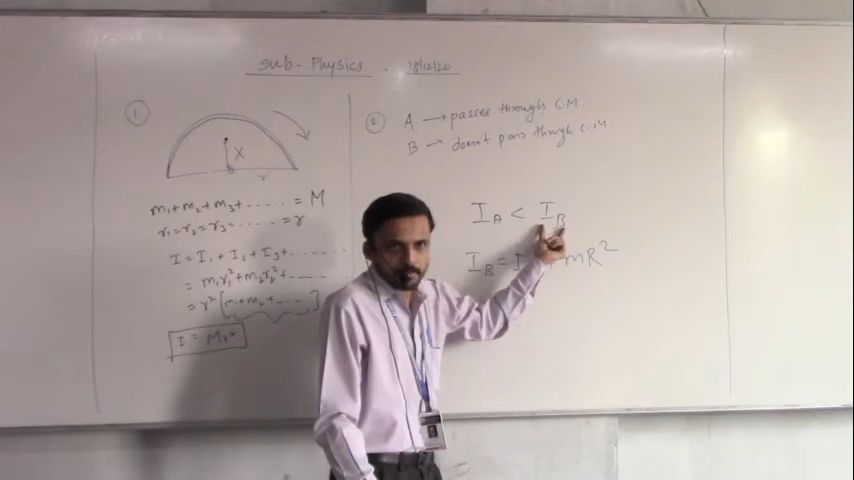 Sub - Physics 18/12/20
①
X
r
m₁+m₂+m₃+...... = M
r₁=r₂=r₃=...... = r
I = I₁ + I₂ + I₃+......
= m₁r₁²+m₂r₂²+......
= r² [m₁+m₂+......]
I = Mr²
② A → passes through C.M.
B → doesn't pass through C.M.
I_A < I_B
I_B = I + mR²